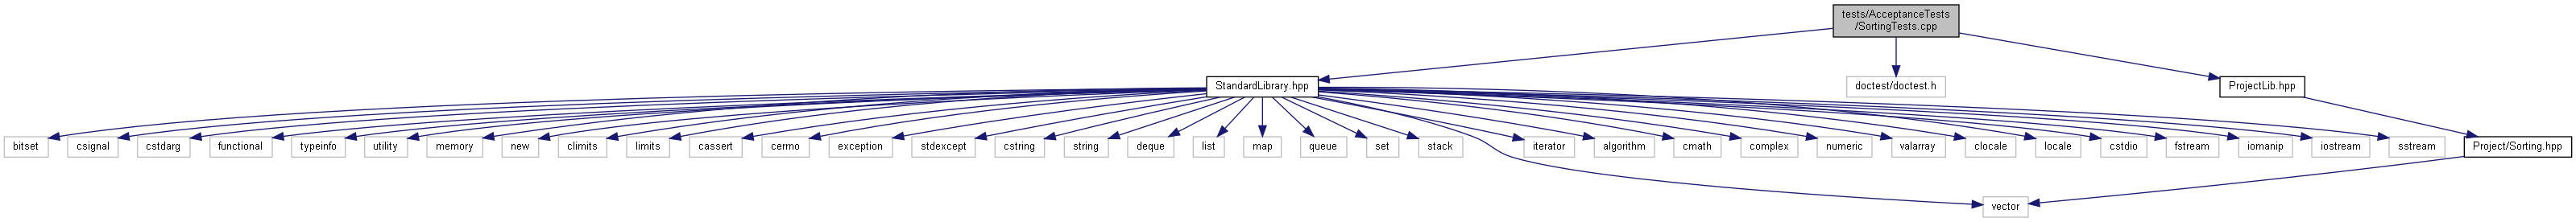 tests/AcceptanceTests
/SortingTests.cpp
StandardLibrary.hpp
doctest/doctest.h
ProjectLib.hpp
bitset
csignal
cstdarg
functional
typeinfo
utility
memory
new
climits
limits
cassert
cerrno
exception
stdexcept
cstring
string
deque
list
map
queue
set
stack
iterator
algorithm
cmath
complex
numeric
valarray
clocale
locale
cstdio
fstream
iomanip
iostream
sstream
Project/Sorting.hpp
vector